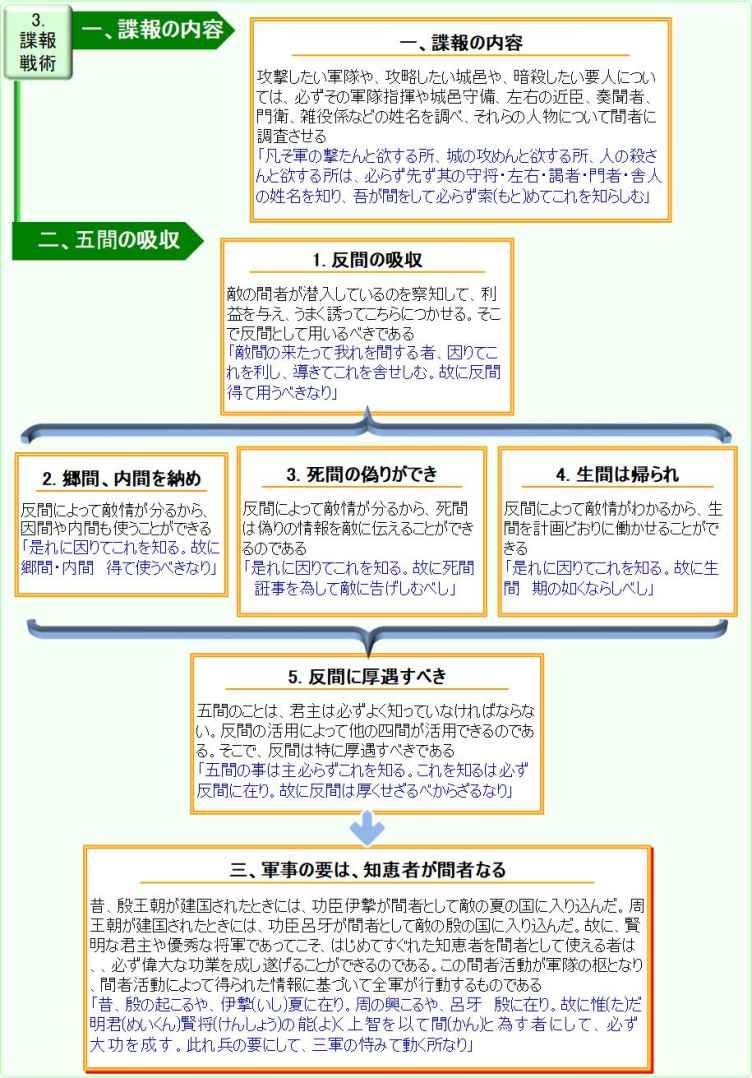 3.
諜報
戦術
一、諜報の内容
一、諜報の内容
攻撃したい軍隊や、攻略したい城邑や、暗殺したい要人につい
ては、必ずその軍隊指揮や城邑守備、左右の近臣、奏聞者、
門衛、雑役係などの姓名を調べ、それらの人物について間者に
調査させる
「凡そ軍の撃たんと欲する所、城の攻めんと欲する所、人の殺さ
んと欲する所は、必らず先ず其の守将・左右・謁者・門者・舎人
の姓名を知り、吾が間をして必らず索(もと)めてこれを知らしむ」
二、五間の吸収
1. 反間の吸収
敵の間者が潜入しているのを察知して、利
益を与え、うまく誘ってこちらにつかせる。そこ
で反間として用いるべきである
「敵間の来たって我れを間する者、因りてこ
れを利し、導きてこれを舎せしむ。故に反間
得て用うべきなり」
2. 郷間、内間を納め
反間によって敵情が分るから、
因間や内間も使うことができる
「是れに因りてこれを知る。故に
郷間・内間　得て使うべきなり」
3. 死間の偽りができ
反間によって敵情が分るから、死間
は偽りの情報を敵に伝えることができ
るのである
「是れに因りてこれを知る。故に死間
誑事を為して敵に告げしむべし」
4. 生間は帰られ
反間によって敵情がわかるから、生
間を計画どおりに働かせることがで
きる
「是れに因りてこれを知る。故に生
間　期の如くならしべし」
5. 反間に厚遇すべき
五間のことは、君主は必ずよく知っていなければならな
い。反間の活用によって他の四間が活用できるのであ
る。そこで、反間は特に厚遇すべきである
「五間の事は主必らずこれを知る。これを知るは必ず
反間に在り。故に反間は厚くせざるべからざるなり」
三、軍事の要は、知恵者が間者なる
昔、殷王朝が建国されたときには、功臣伊摯が間者として敵の夏の国に入り込んだ。周
王朝が建国されたときには、功臣呂牙が間者として敵の殷の国に入り込んだ。故に、賢
明な君主や優秀な将軍であってこそ、はじめてすぐれた知恵者を間者として使える者は
、、必ず偉大な功業を成し遂げることができるのである。この間者活動が軍隊の枢となり
、間者活動によって得られた情報に基づいて全軍が行動するものである
「昔、殷の起こるや、伊摯(いし)夏に在り。周の興こるや、呂牙　殷に在り。故に惟(た)だ
明君(めいくん)賢将(けんしょう)の能(よ)く上智を以て間(かん)と為す者にして、必ず
大功を成す。此れ兵の要にして、三軍の恃みて動く所なり」